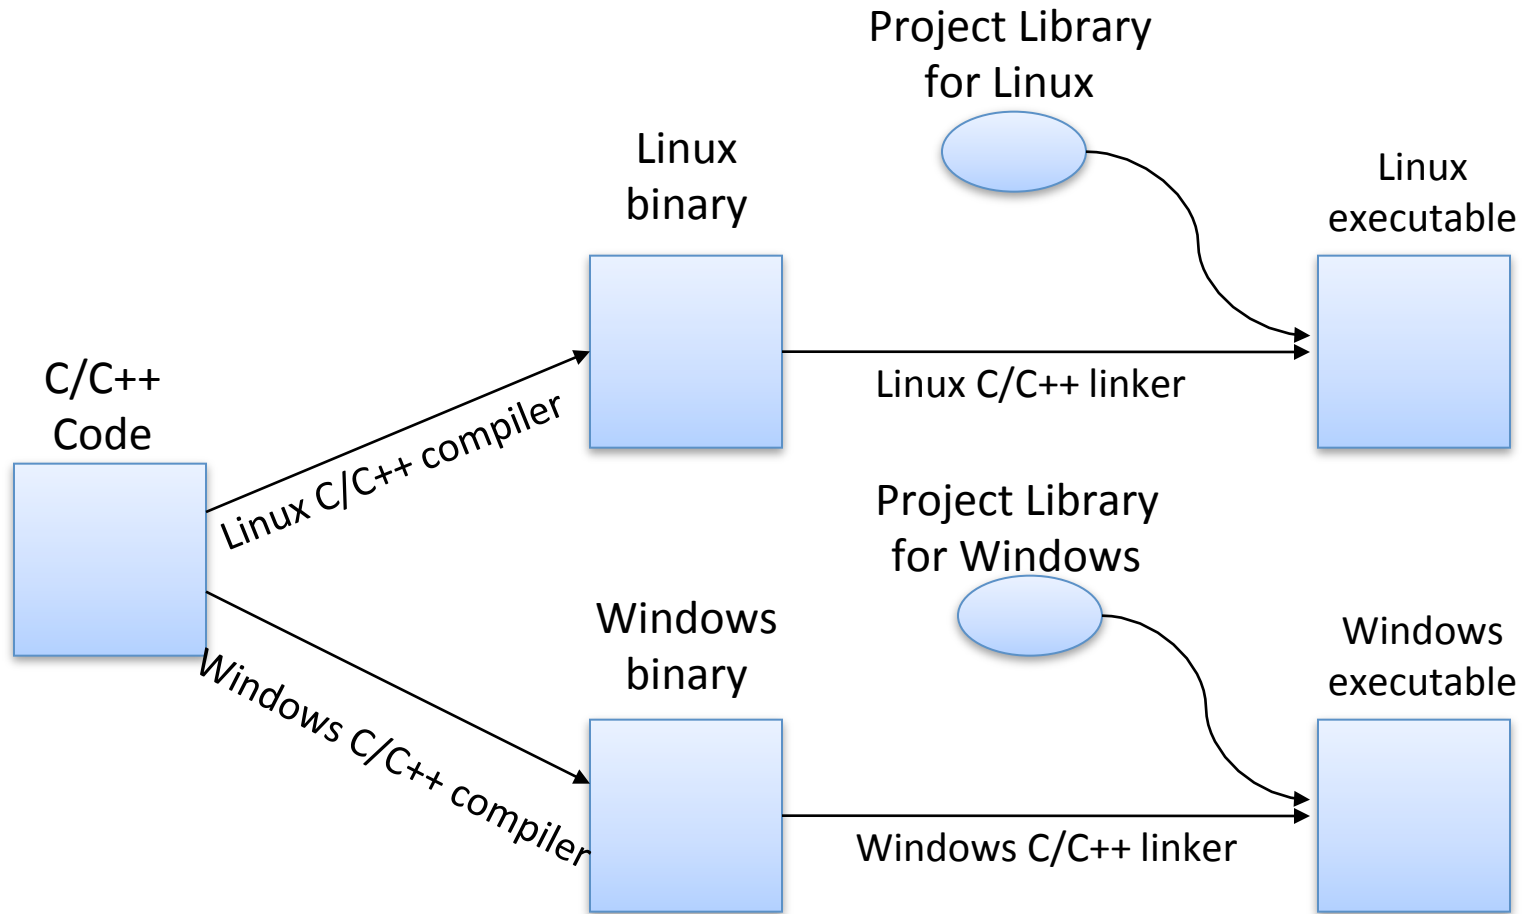 Project Library
for Linux
Linux
binary
Linux
executable
C/C++
Code
Linux C/C++ compiler
Linux C/C++ linker
Project Library
for Windows
Windows
binary
Windows
executable
Windows C/C++ compiler
Windows C/C++ linker